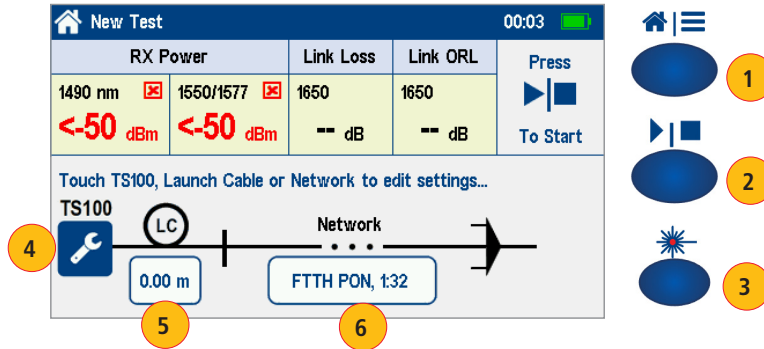 New Test 00:03
RX Power Link Loss Link ORL Press
1490 nm 1550/1577 1650 1650
<-50 dBm <-50 dBm -- dB -- dB To Start
Touch TS100, Launch Cable or Network to edit settings...
TS100
LC
Network
0.00 m FTTH PON, 1:32
1
2
3
4
5
6